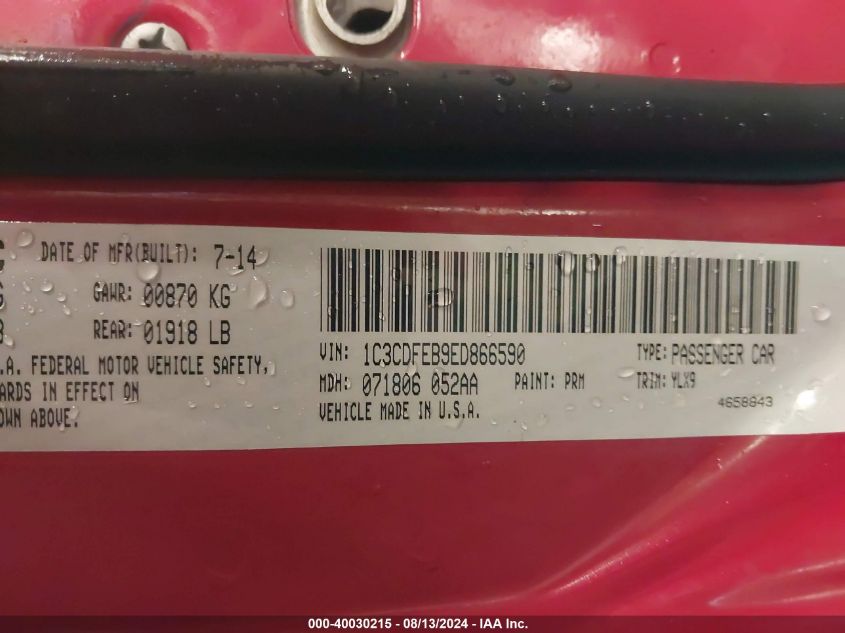 DATE OF MFR(BUILT): 7-14
GAWR: 00870 KG
REAR: 01918 LB
.A. FEDERAL MOTOR VEHICLE SAFETY,
ARDS IN EFFECT ON
OWN ABOVE.
VIN: 1C3CDFEB9ED866590
TYPE: PASSENGER CAR
MDH: 071806 052AA
PAINT: PRM
TRIM: YLX9
VEHICLE MADE IN U.S.A.
4658843
000-40030215 - 08/13/2024 - IAA Inc.